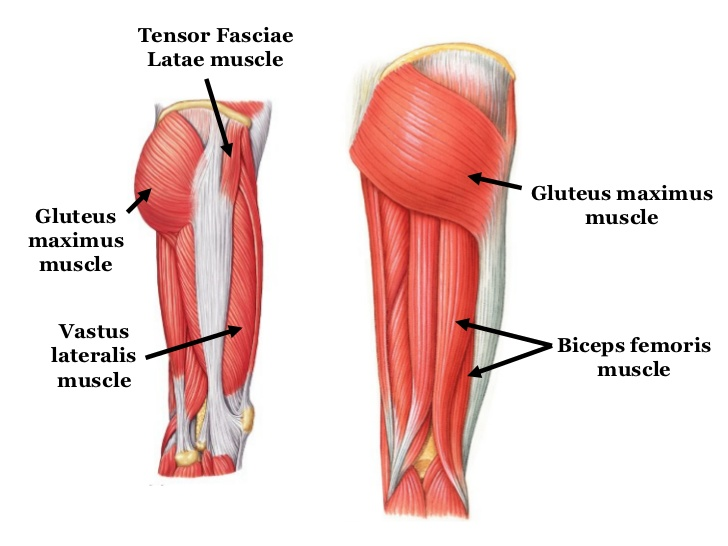 Tensor Fasciae
Latae muscle
Gluteus
maximus
muscle
Vastus
lateralis
muscle
Gluteus maximus
muscle
Biceps femoris
muscle